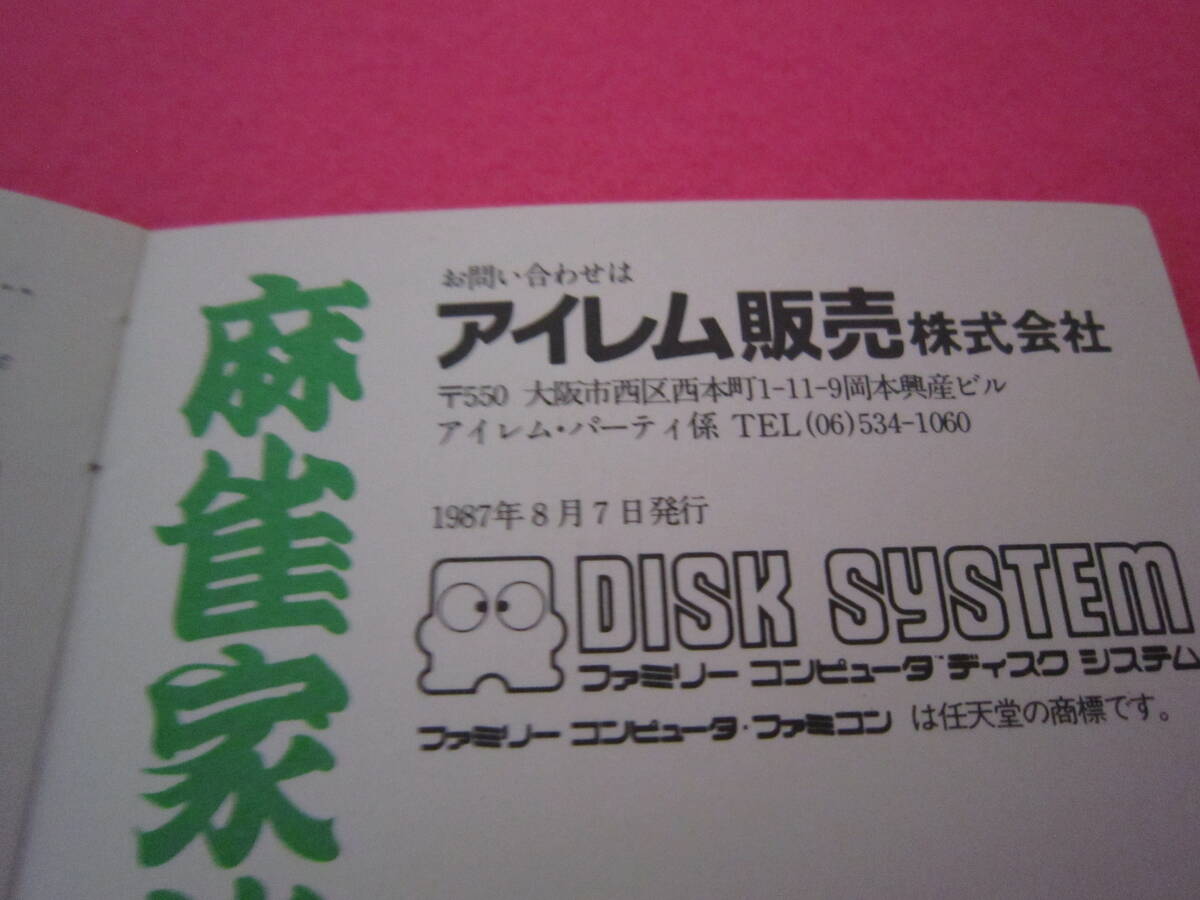 お問い合わせは
アイレム販売株式会社
〒550 大阪市西区西本町1-11-9岡本興産ビル
アイレム・パーティ係 TEL(06)534-1060
1987年8月7日発行
DISK SYSTEM
ファミリー コンピュータ™ディスク システム
ファミリー コンピュータ・ファミコン は任天堂の商標です。
麻雀家